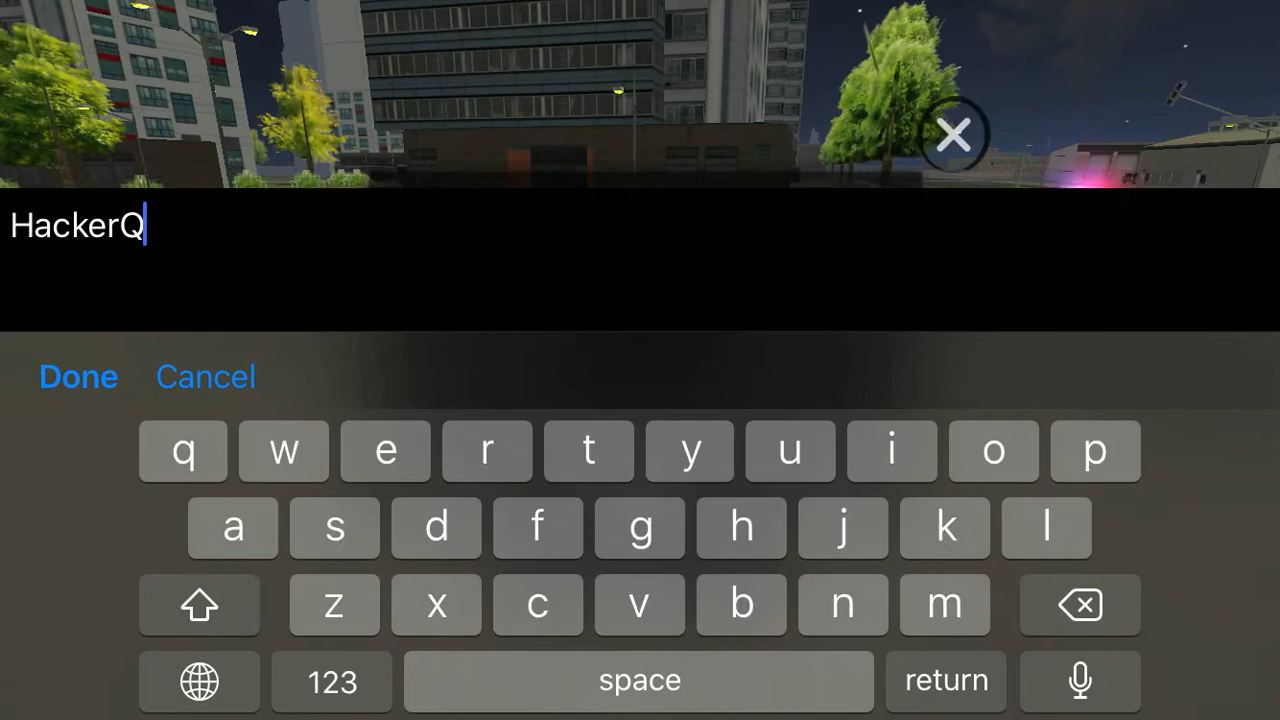 HackerQ
Done Cancel
q w e r t y u i o p
a s d f g h j k l
z x c v b n m
123 space return